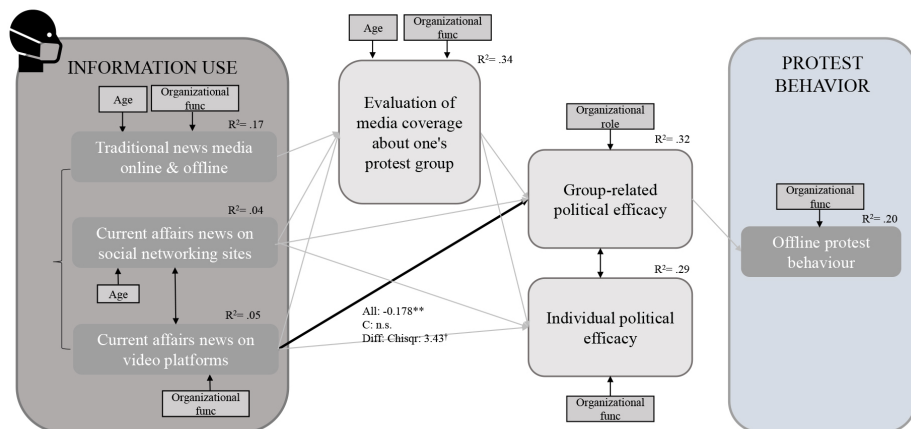 INFORMATION USE
Age
Organizational
func
R²= .17
Traditional news media
online & offline
R²= .04
Current affairs news on
social networking sites
Age
R²= .05
Current affairs news on
video platforms
Organizational
func
Age
Organizational
func
R²= .34
Evaluation of
media coverage
about one's
protest group
All: -0.178**
C: n.s.
Diff: Chisqr: 3.43†
Organizational
role
R²= .32
Group-related
political efficacy
R²= .29
Individual political
efficacy
Organizational
func
PROTEST
BEHAVIOR
Organizational
func
R²= .20
Offline protest
behaviour